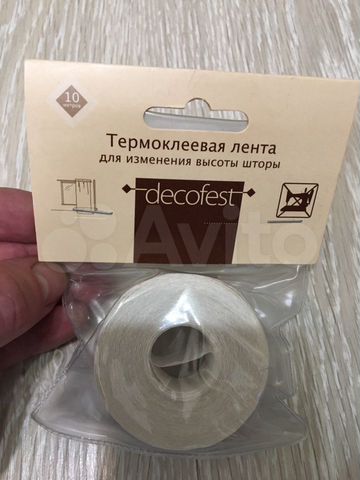 10
метров
Термоклеевая лента
для изменения высоты шторы
decofest
Avito